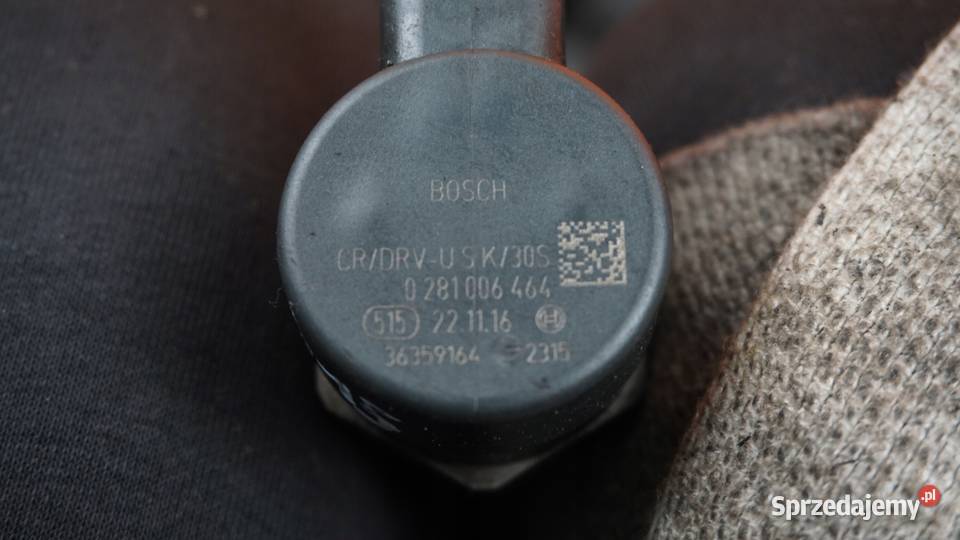 BOSCH
CR/DRV-U S K/30S
0 281 006 464
515 22.11.16
36359164 2315
Sprzedajemy.pl